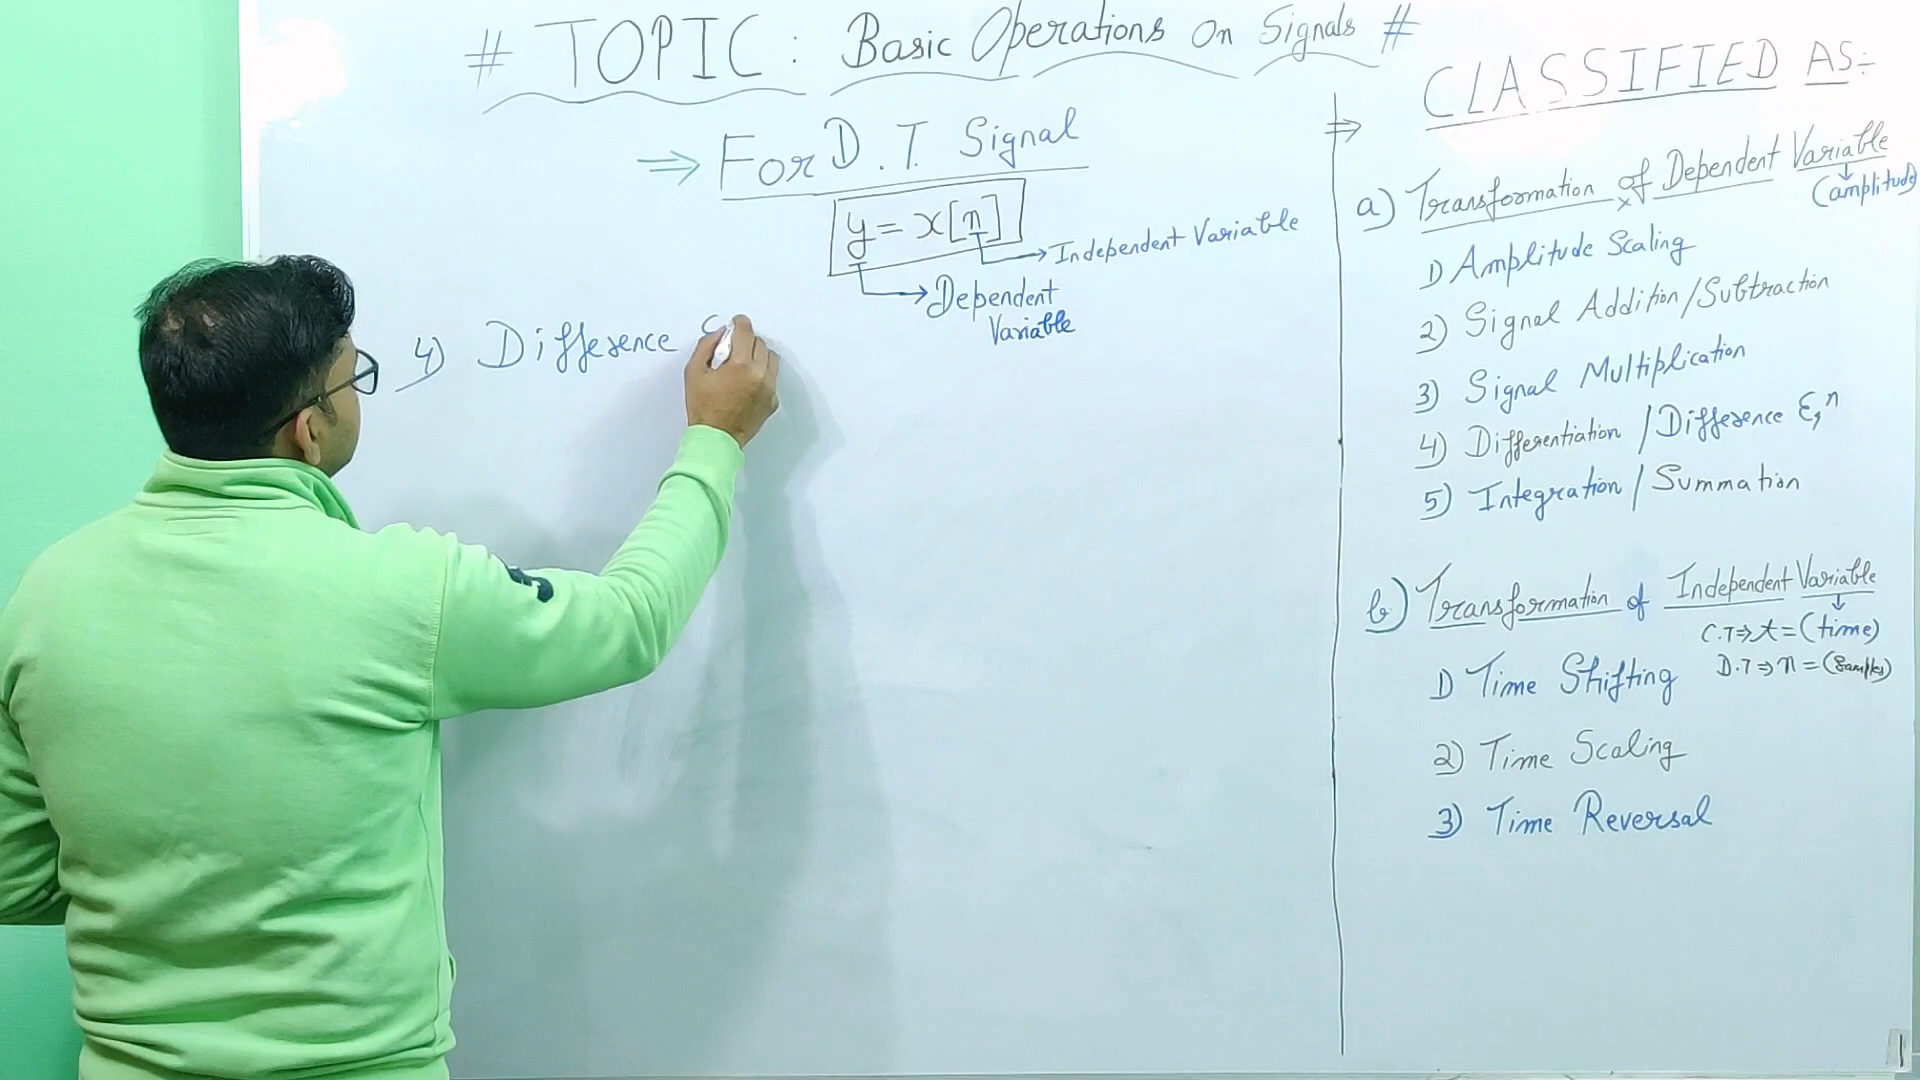 # TOPIC : Basic Operations On Signals #
⇒ For D.T. Signal
y = x[n]
→ Independent Variable
→ Dependent
Variable
4) Difference
⇒ CLASSIFIED AS:-
a) Transformation of Dependent Variable
↓
(amplitude)
1) Amplitude Scaling
2) Signal Addition/Subtraction
3) Signal Multiplication
4) Differentiation / Difference Eqn
5) Integration / Summation
b) Transformation of Independent Variable
↓
C.T ⇒ t = (time)
D.T ⇒ n = (Samples)
1) Time Shifting
2) Time Scaling
3) Time Reversal